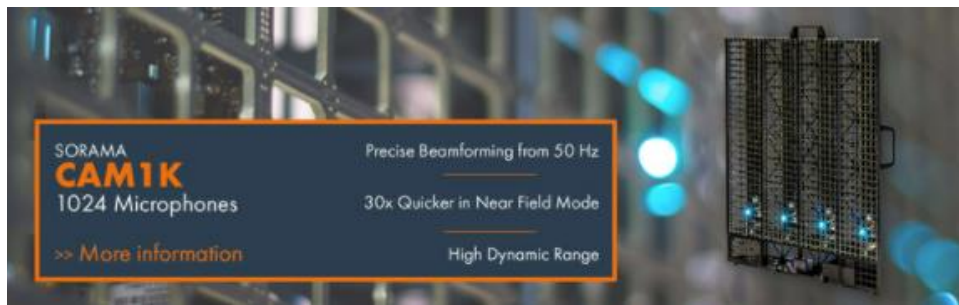 SORAMA
CAM1K
1024 Microphones
>> More information
Precise Beamforming from 50 Hz
30x Quicker in Near Field Mode
High Dynamic Range